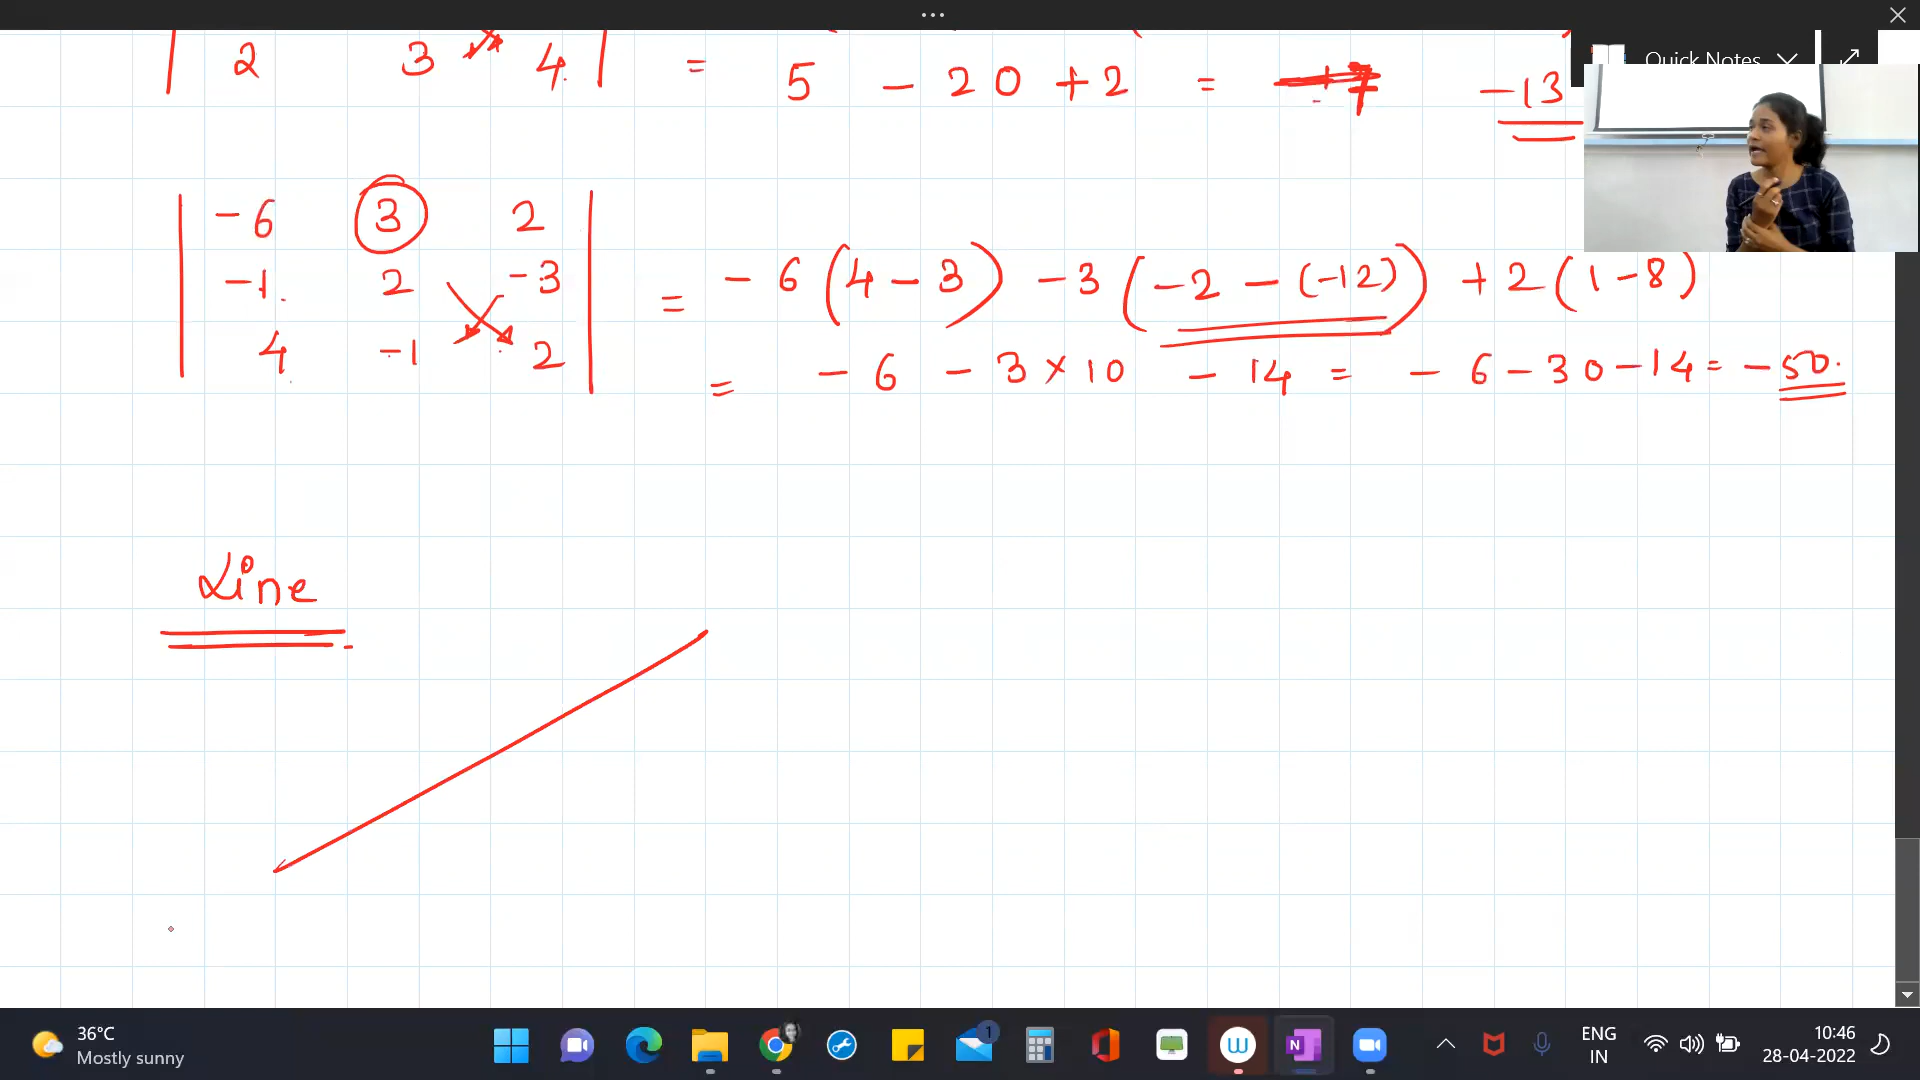 Quick Notes
2 3 4 = 5 - 20 + 2 = -13
-6 3 2
-1 2 -3 = -6(4-3) -3(-2-(-12)) +2(1-8)
4 -1 2
= -6 -3×10 -14 = -6-30-14 = -50.
Line
36°C
Mostly sunny
1
ENG
IN
10:46
28-04-2022